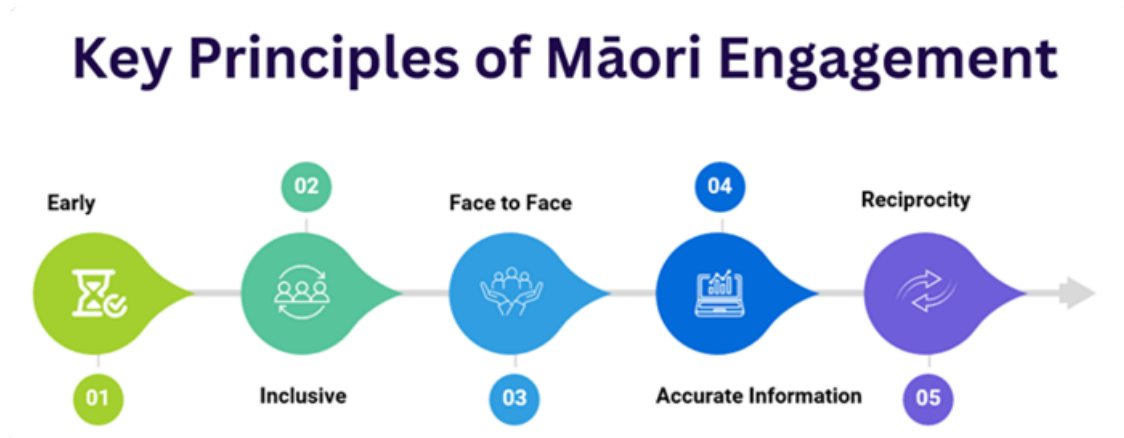 Key Principles of Māori Engagement
Early
02
Face to Face
04
Reciprocity
01
Inclusive
03
Accurate Information
05